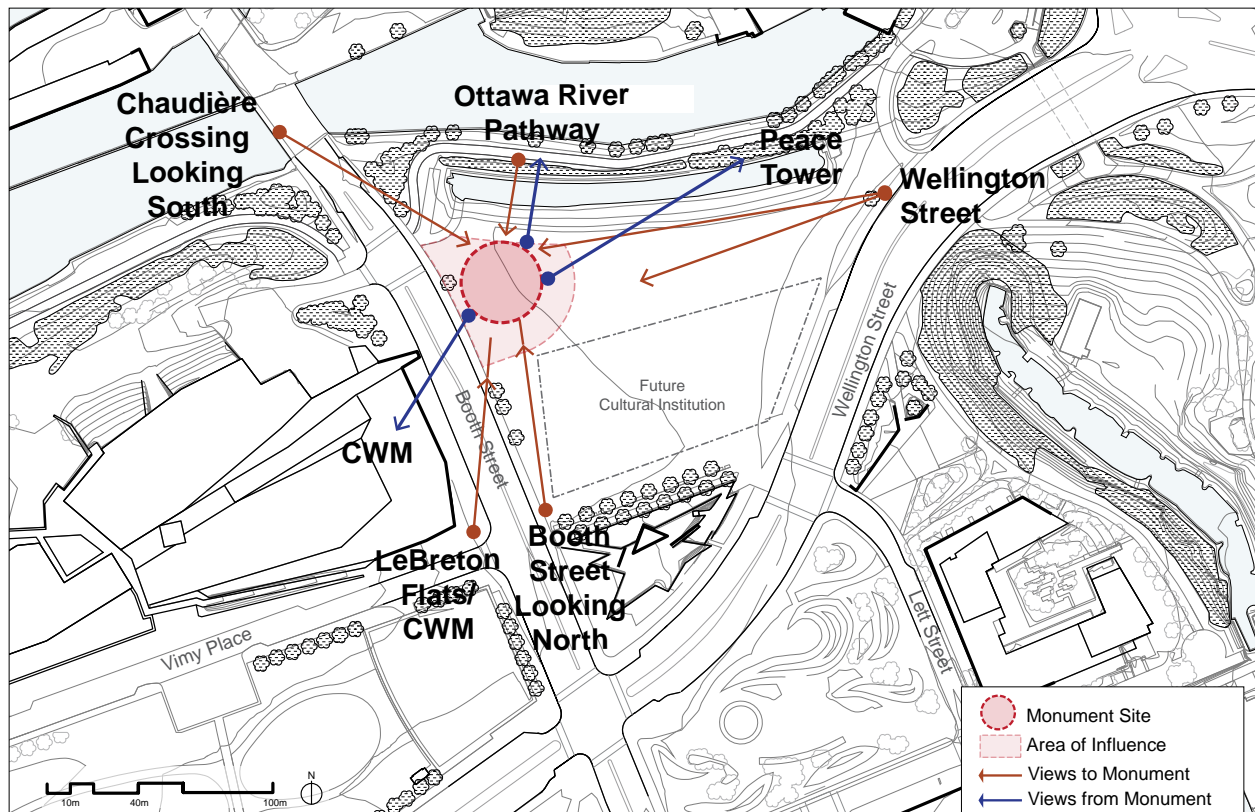 Chaudière
Crossing
Looking
South
Ottawa River
Pathway
Peace
Tower
Wellington
Street
Wellington Street
Future
Cultural Institution
Booth Street
CWM
LeBreton
Flats/
CWM
Booth
Street
Looking
North
Vimy Place
Lett Street
10m
40m
100m
N
Monument Site
Area of Influence
Views to Monument
Views from Monument